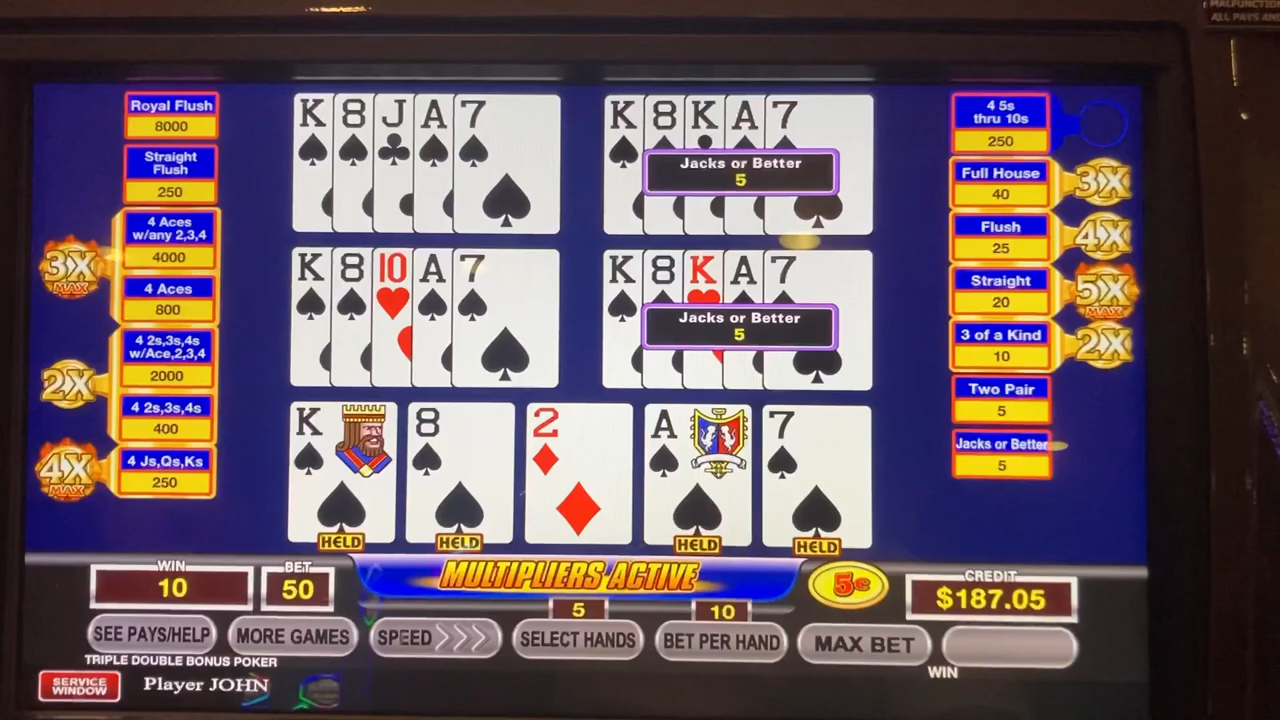 MALFUNCTION
ALL PAYS AN
Royal Flush
8000
Straight
Flush
250
4 Aces
w/any 2,3,4
4000
3X
MAX
4 Aces
800
4 2s,3s,4s
w/Ace,2,3,4
2000
2X
4 2s,3s,4s
400
4 Js,Qs,Ks
250
4X
MAX
K 8 J A 7
K 8 K A 7
Jacks or Better
5
K 8 10 A 7
K 8 K A 7
Jacks or Better
5
K 8 2 A 7
HELD HELD HELD HELD
4 5s
thru 10s
250
Full House
40
3X
Flush
25
4X
Straight
20
5X
MAX
3 of a Kind
10
2X
Two Pair
5
Jacks or Better
5
WIN
10
BET
50
MULTIPLIERS ACTIVE
5¢
CREDIT
$187.05
5
10
SEE PAYS/HELP
MORE GAMES
SPEED
SELECT HANDS
BET PER HAND
MAX BET
TRIPLE DOUBLE BONUS POKER
WIN
SERVICE
WINDOW
Player JOHN